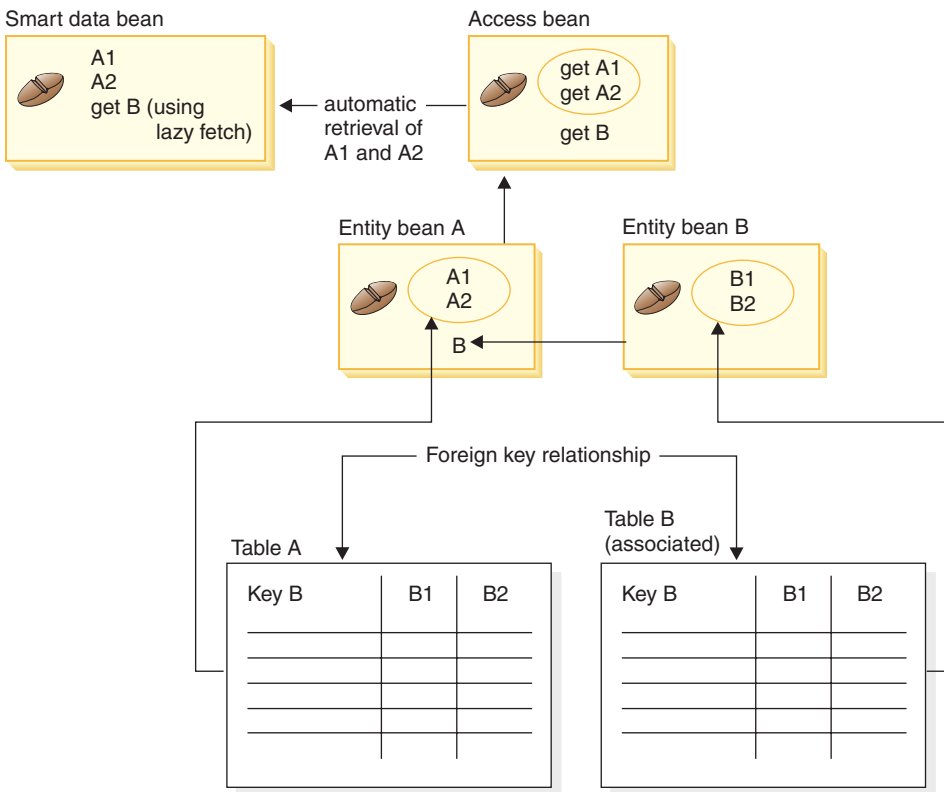 Smart data bean
A1
A2
get B (using
lazy fetch)
automatic
retrieval of
A1 and A2
Access bean
get A1
get A2
get B
Entity bean A
A1
A2
B
Entity bean B
B1
B2
Foreign key relationship
Table A
Key B B1 B2
Table B
(associated)
Key B B1 B2